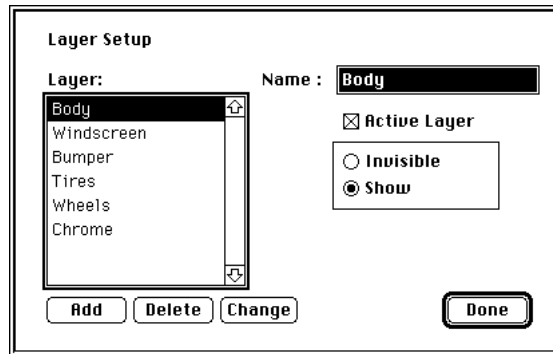 Layer Setup
Layer:
Name : Body
Body
Windscreen
Bumper
Tires
Wheels
Chrome
Active Layer
Invisible
Show
Add Delete Change Done